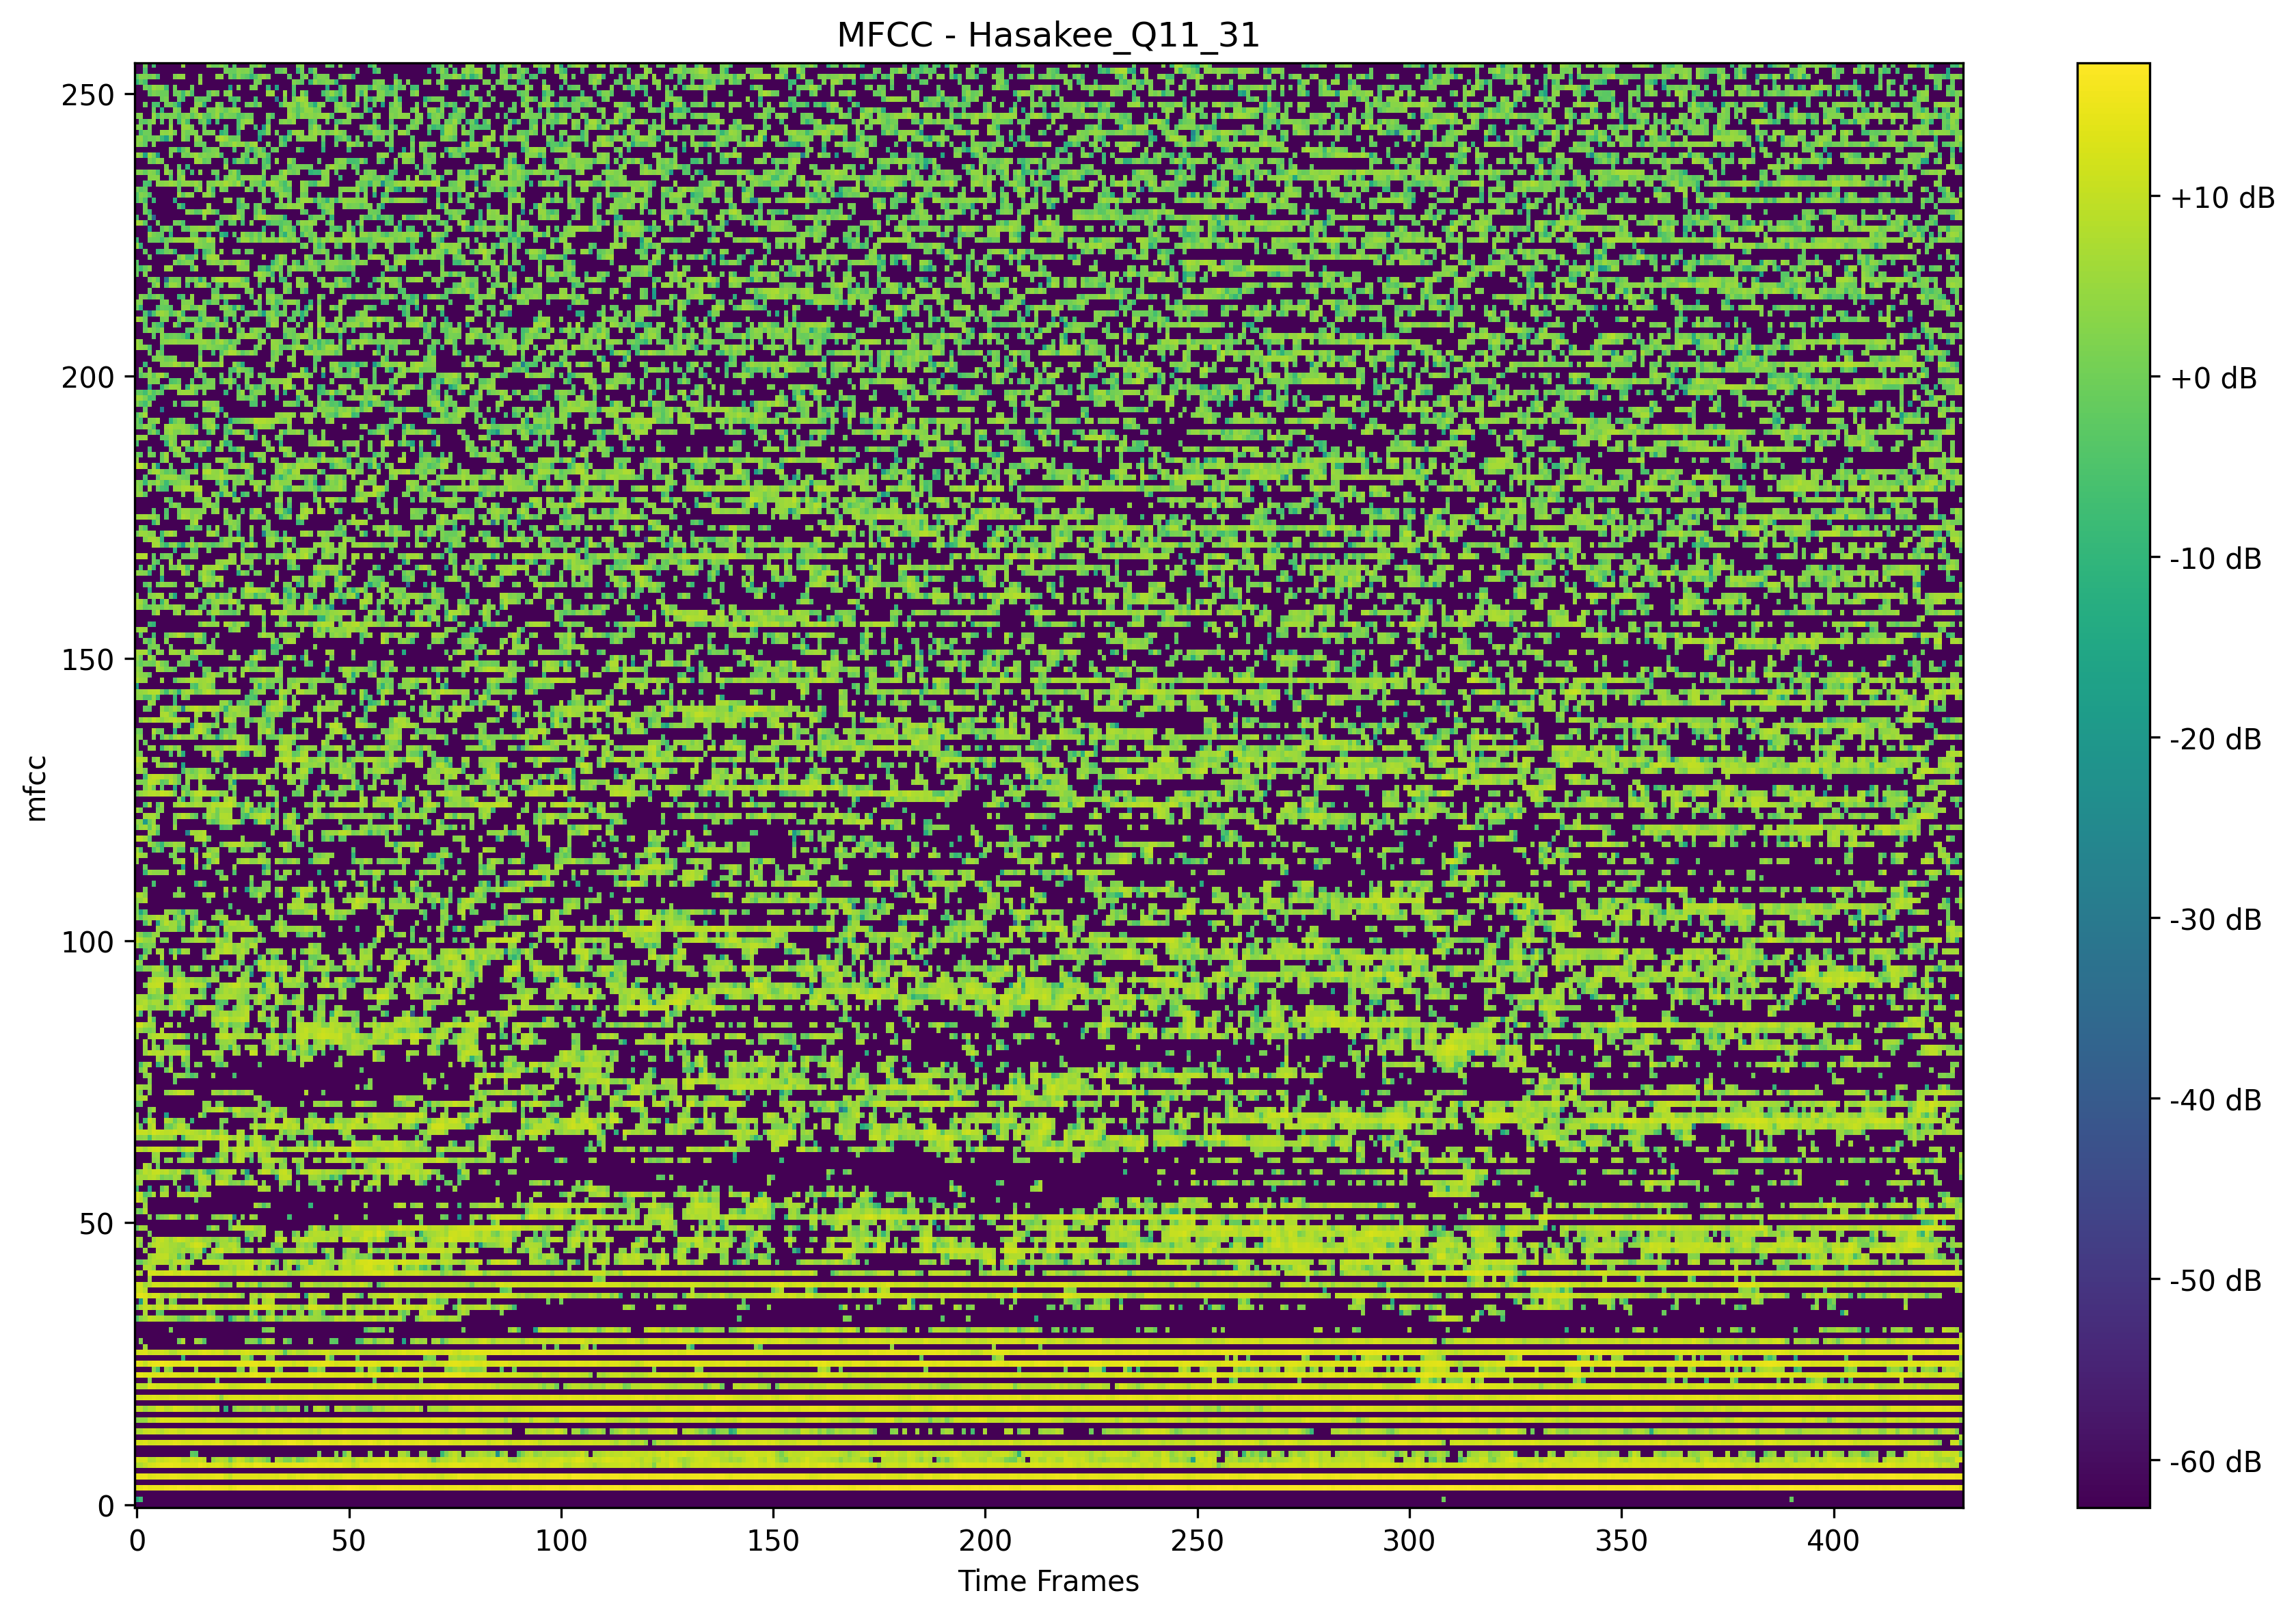 MFCC - Hasakee_Q11_31
250
200
150
100
50
0
mfcc
0 50 100 150 200 250 300 350 400
Time Frames
+10 dB
+0 dB
-10 dB
-20 dB
-30 dB
-40 dB
-50 dB
-60 dB